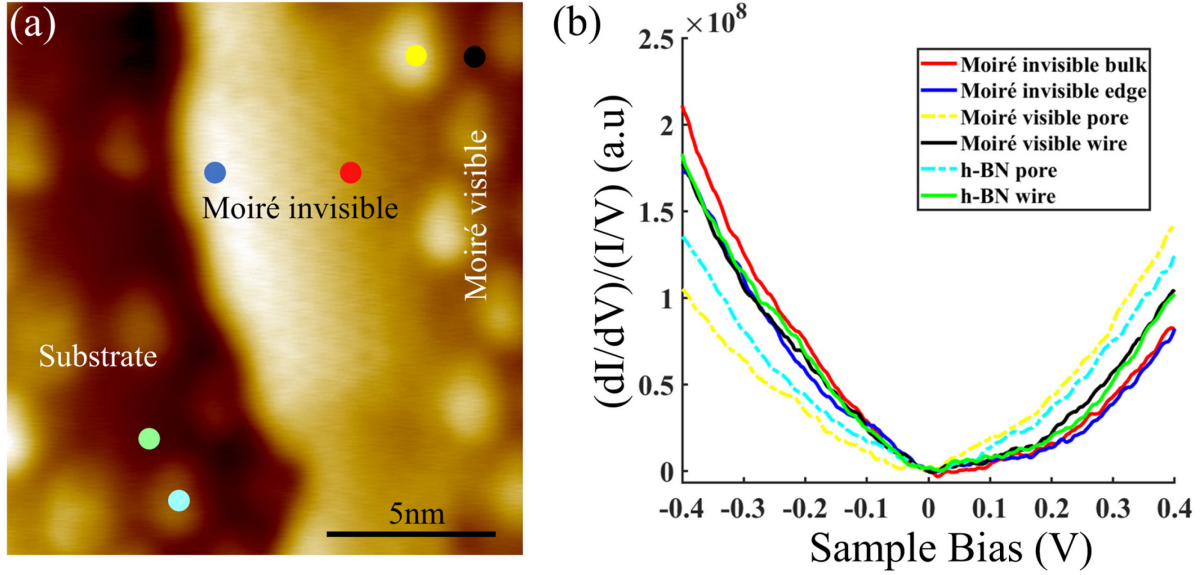 (a)
Moiré visible
Moiré invisible
Substrate
5nm
(b)
×10⁸
2.5
2
1.5
1
0.5
0
(dI/dV)/(I/V) (a.u)
Moiré invisible bulk
Moiré invisible edge
Moiré visible pore
Moiré visible wire
h-BN pore
h-BN wire
-0.4 -0.3 -0.2 -0.1 0 0.1 0.2 0.3 0.4
Sample Bias (V)